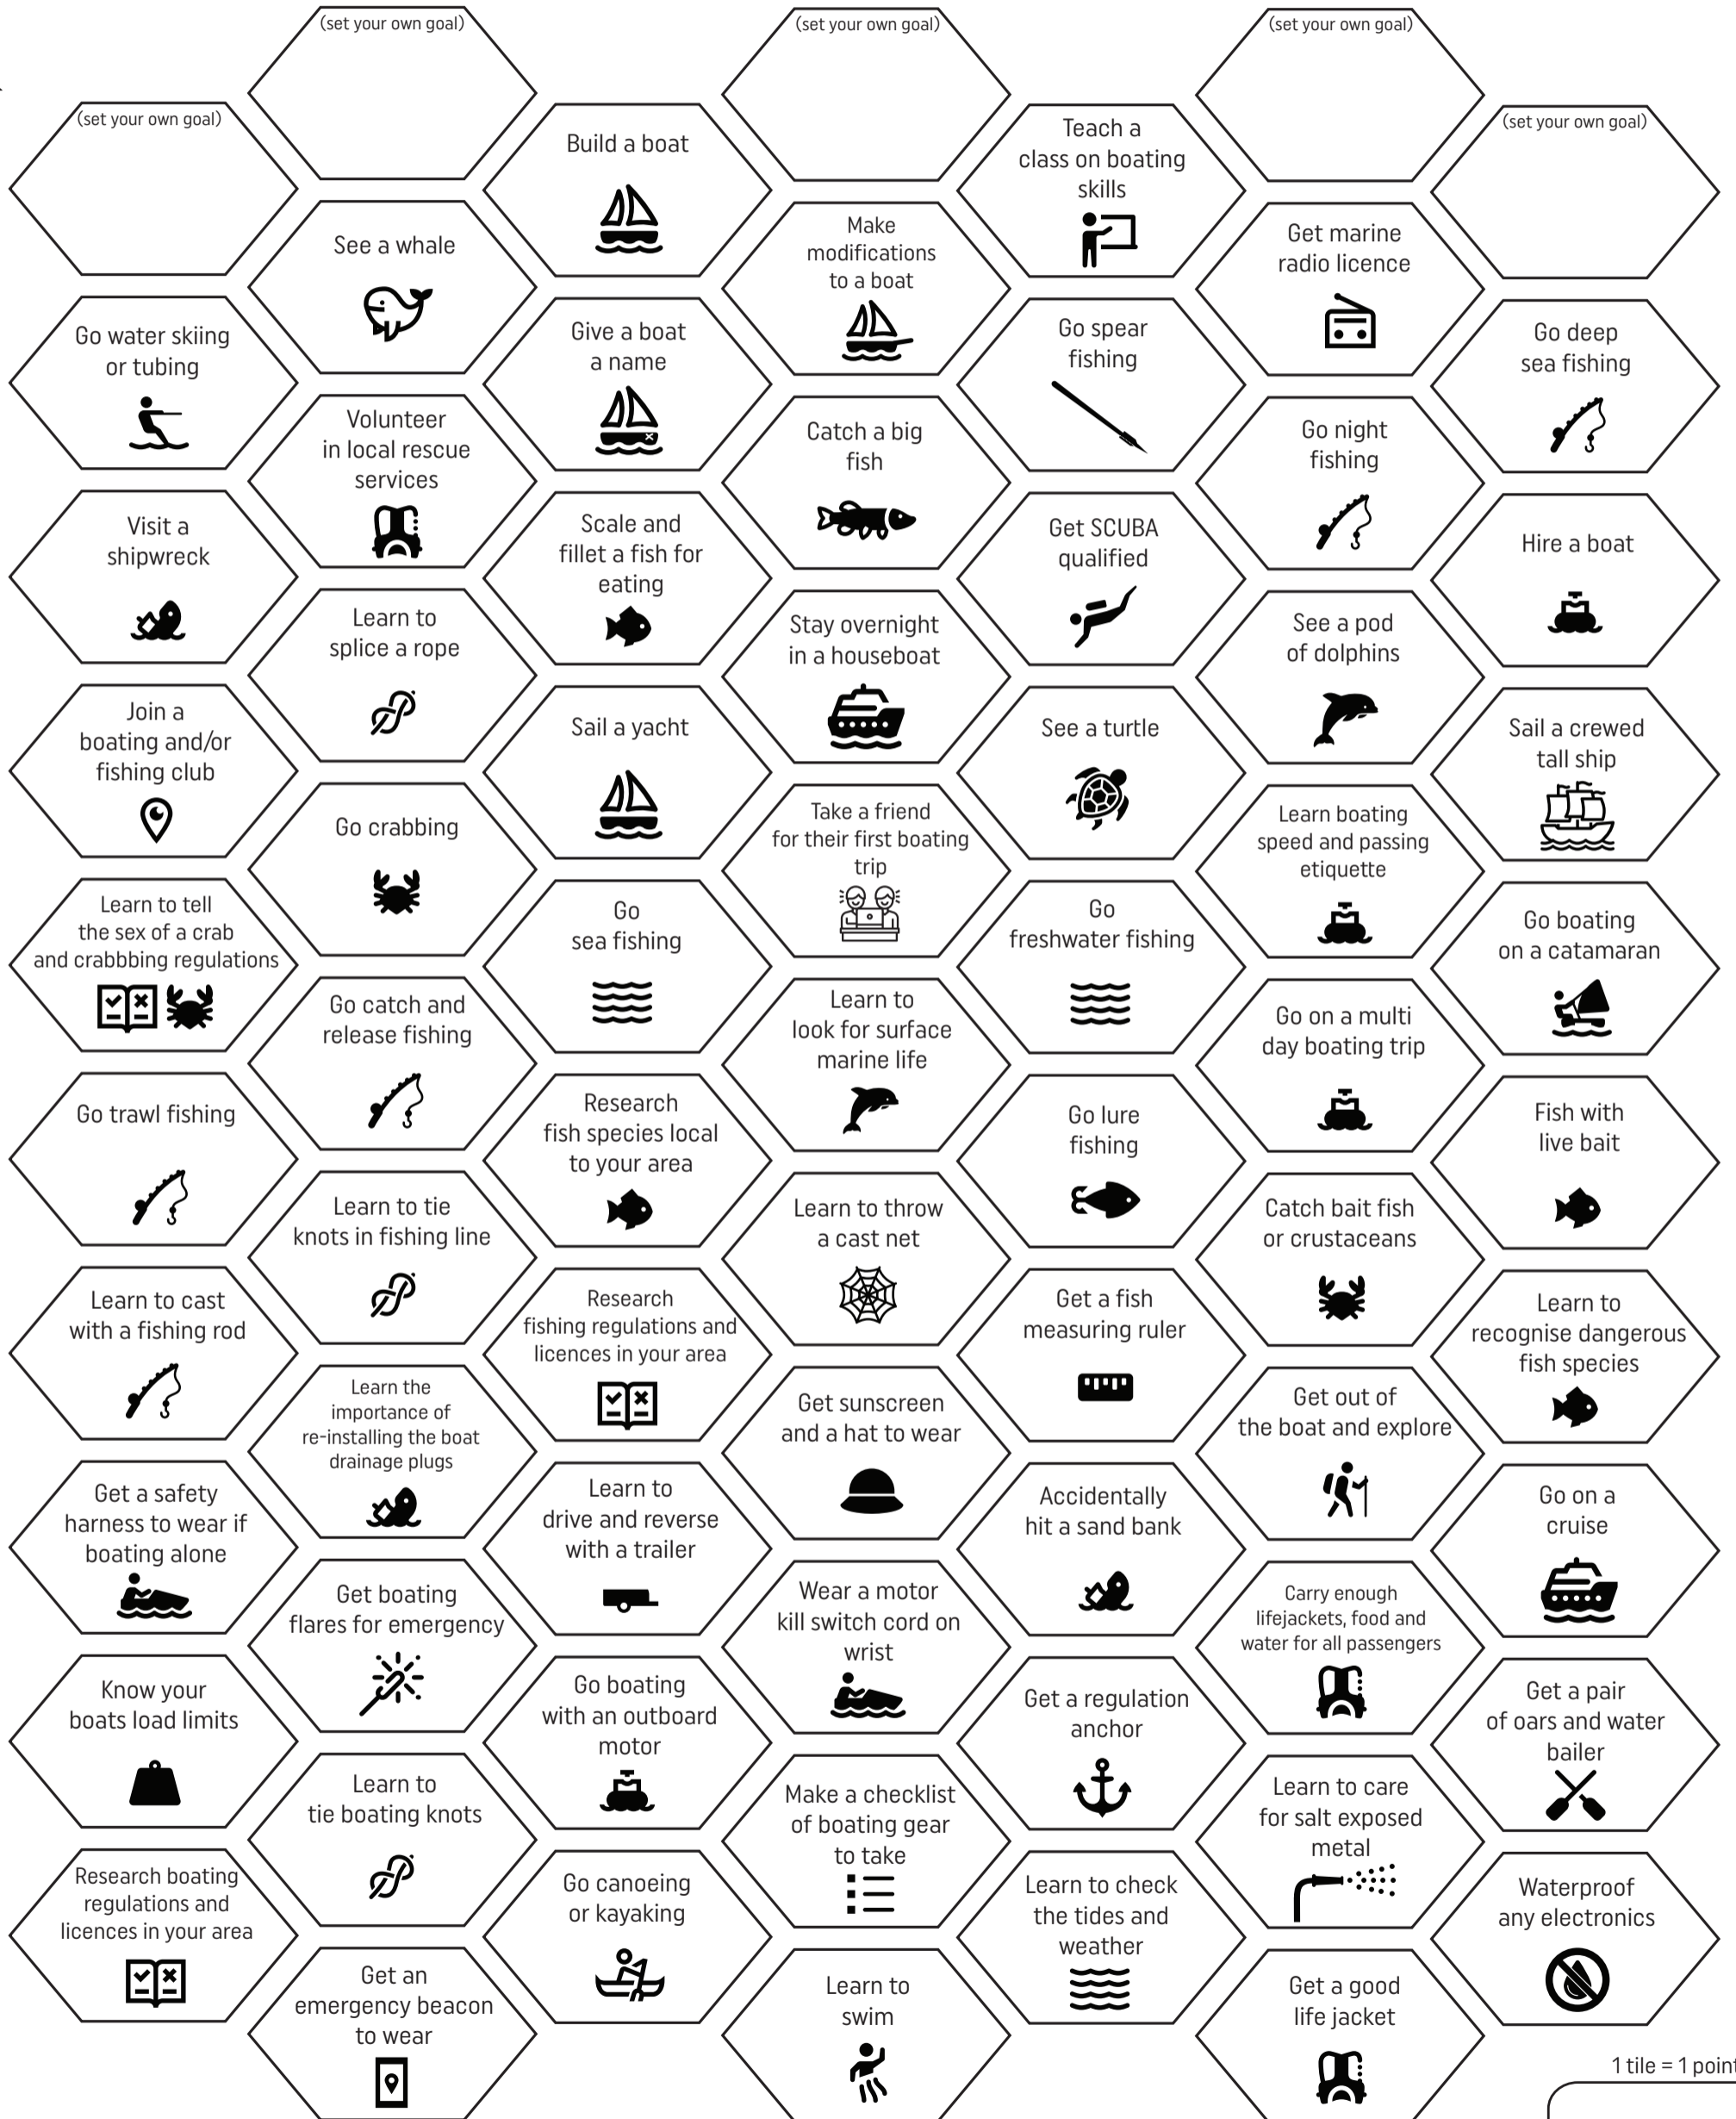 (set your own goal)
(set your own goal)
(set your own goal)
(set your own goal)
Build a boat
Teach a
class on boating
skills
(set your own goal)
See a whale
Make
modifications
to a boat
Get marine
radio licence
Go water skiing
or tubing
Give a boat
a name
Go spear
fishing
Go deep
sea fishing
Volunteer
in local rescue
services
Catch a big
fish
Go night
fishing
Visit a
shipwreck
Scale and
fillet a fish for
eating
Get SCUBA
qualified
Hire a boat
Learn to
splice a rope
Stay overnight
in a houseboat
See a pod
of dolphins
Join a
boating and/or
fishing club
Sail a yacht
See a turtle
Sail a crewed
tall ship
Go crabbing
Take a friend
for their first boating
trip
Learn boating
speed and passing
etiquette
Learn to tell
the sex of a crab
and crabbbing regulations
Go
sea fishing
Go
freshwater fishing
Go boating
on a catamaran
Go catch and
release fishing
Learn to
look for surface
marine life
Go on a multi
day boating trip
Go trawl fishing
Research
fish species local
to your area
Go lure
fishing
Fish with
live bait
Learn to tie
knots in fishing line
Learn to throw
a cast net
Catch bait fish
or crustaceans
Learn to cast
with a fishing rod
Research
fishing regulations and
licences in your area
Get a fish
measuring ruler
Learn to
recognise dangerous
fish species
Learn the
importance of
re-installing the boat
drainage plugs
Get sunscreen
and a hat to wear
Get out of
the boat and explore
Get a safety
harness to wear if
boating alone
Learn to
drive and reverse
with a trailer
Accidentally
hit a sand bank
Go on a
cruise
Get boating
flares for emergency
Wear a motor
kill switch cord on
wrist
Carry enough
lifejackets, food and
water for all passengers
Know your
boats load limits
Go boating
with an outboard
motor
Get a regulation
anchor
Get a pair
of oars and water
bailer
Learn to
tie boating knots
Make a checklist
of boating gear
to take
Learn to care
for salt exposed
metal
Research boating
regulations and
licences in your area
Go canoeing
or kayaking
Learn to check
the tides and
weather
Waterproof
any electronics
Get an
emergency beacon
to wear
Learn to
swim
Get a good
life jacket
1 tile = 1 point